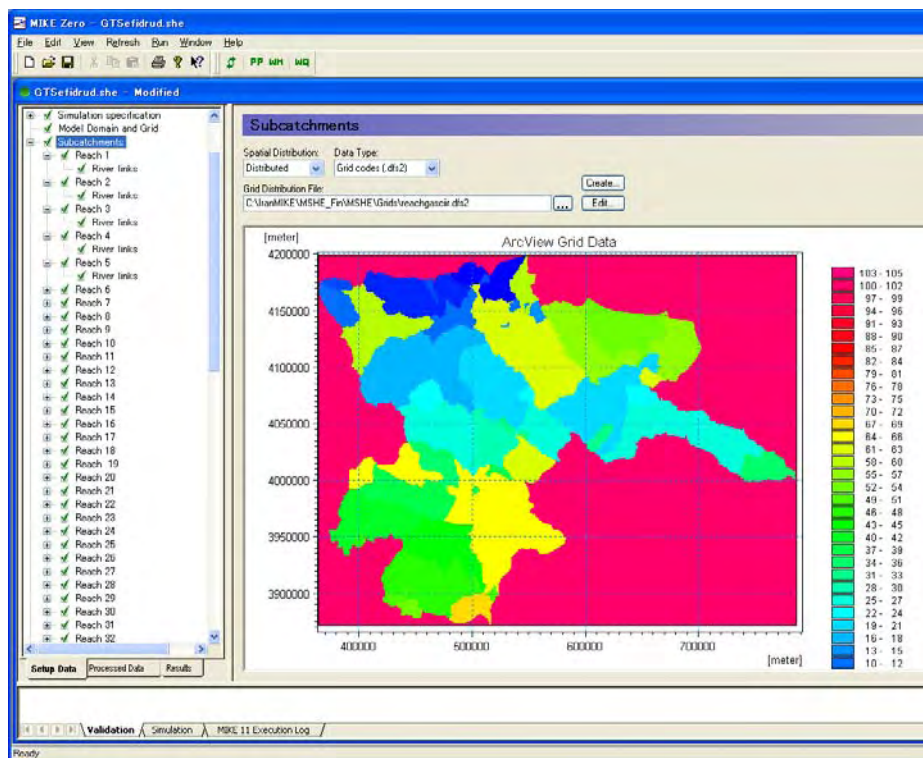 MIKE Zero - GTSefidrud.she
File Edit View Refresh Run Window Help
PP WM WQ
GTSefidrud.she - Modified
Simulation specification
Model Domain and Grid
Subcatchments
Reach 1
River links
Reach 2
River links
Reach 3
River links
Reach 4
River links
Reach 5
River links
Reach 6
Reach 7
Reach 8
Reach 9
Reach 10
Reach 11
Reach 12
Reach 13
Reach 14
Reach 15
Reach 16
Reach 17
Reach 18
Reach 19
Reach 20
Reach 21
Reach 22
Reach 23
Reach 24
Reach 25
Reach 26
Reach 27
Reach 28
Reach 29
Reach 30
Reach 31
Reach 32
Setup Data Processed Data Results
Subcatchments
Spatial Distribution: Data Type:
Distributed Grid codes (.dfs2)
Grid Distribution File:
Create...
C:\IranMIKE\MSHE_Fin\MSHE\Grids\reachgascir.dfs2 ... Edit...
[meter] ArcView Grid Data
4200000
4150000
4100000
4050000
4000000
3950000
3900000
400000 500000 600000 700000
[meter]
103 - 105
100 - 102
97 - 99
94 - 96
91 - 93
88 - 90
85 - 87
82 - 84
79 - 81
76 - 78
73 - 75
70 - 72
67 - 69
64 - 66
61 - 63
58 - 60
55 - 57
52 - 54
49 - 51
46 - 48
43 - 45
40 - 42
37 - 39
34 - 36
31 - 33
28 - 30
25 - 27
22 - 24
19 - 21
16 - 18
13 - 15
10 - 12
Validation Simulation MIKE 11 Execution Log
Ready